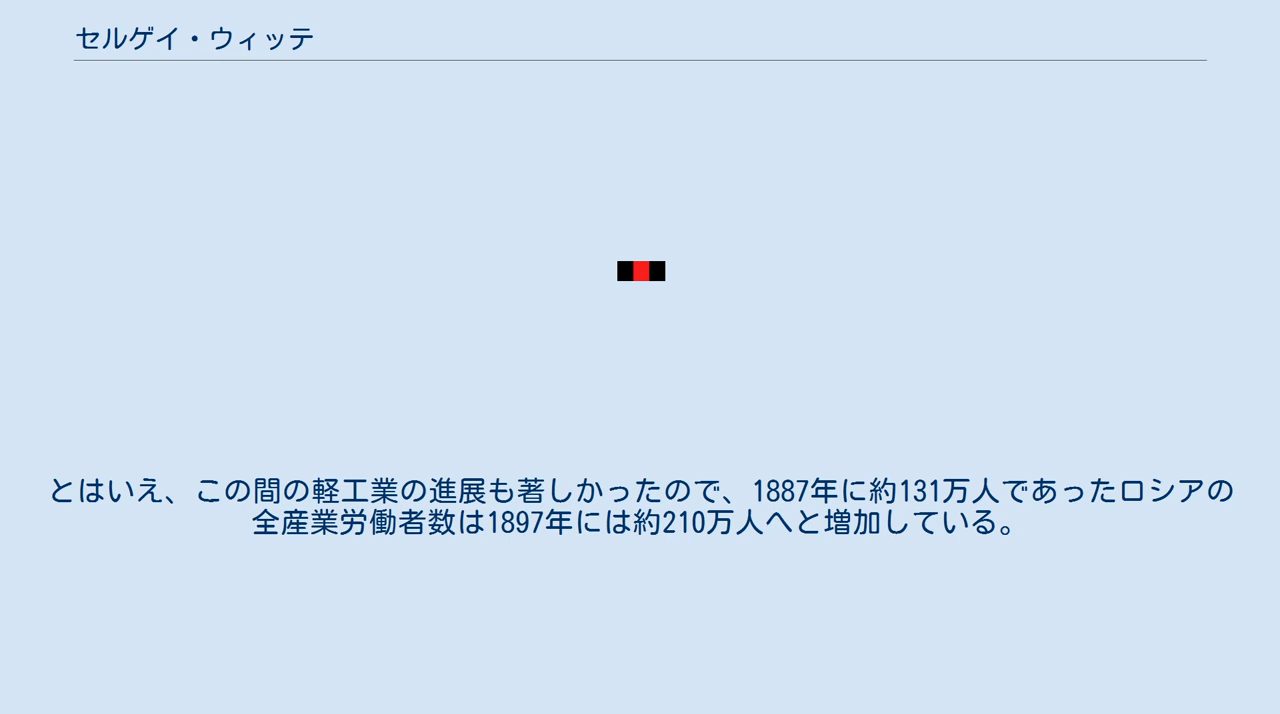 セルゲイ・ウィッテ
とはいえ、この間の軽工業の進展も著しかったので、1887年に約131万人であったロシアの
全産業労働者数は1897年には約210万人へと増加している。